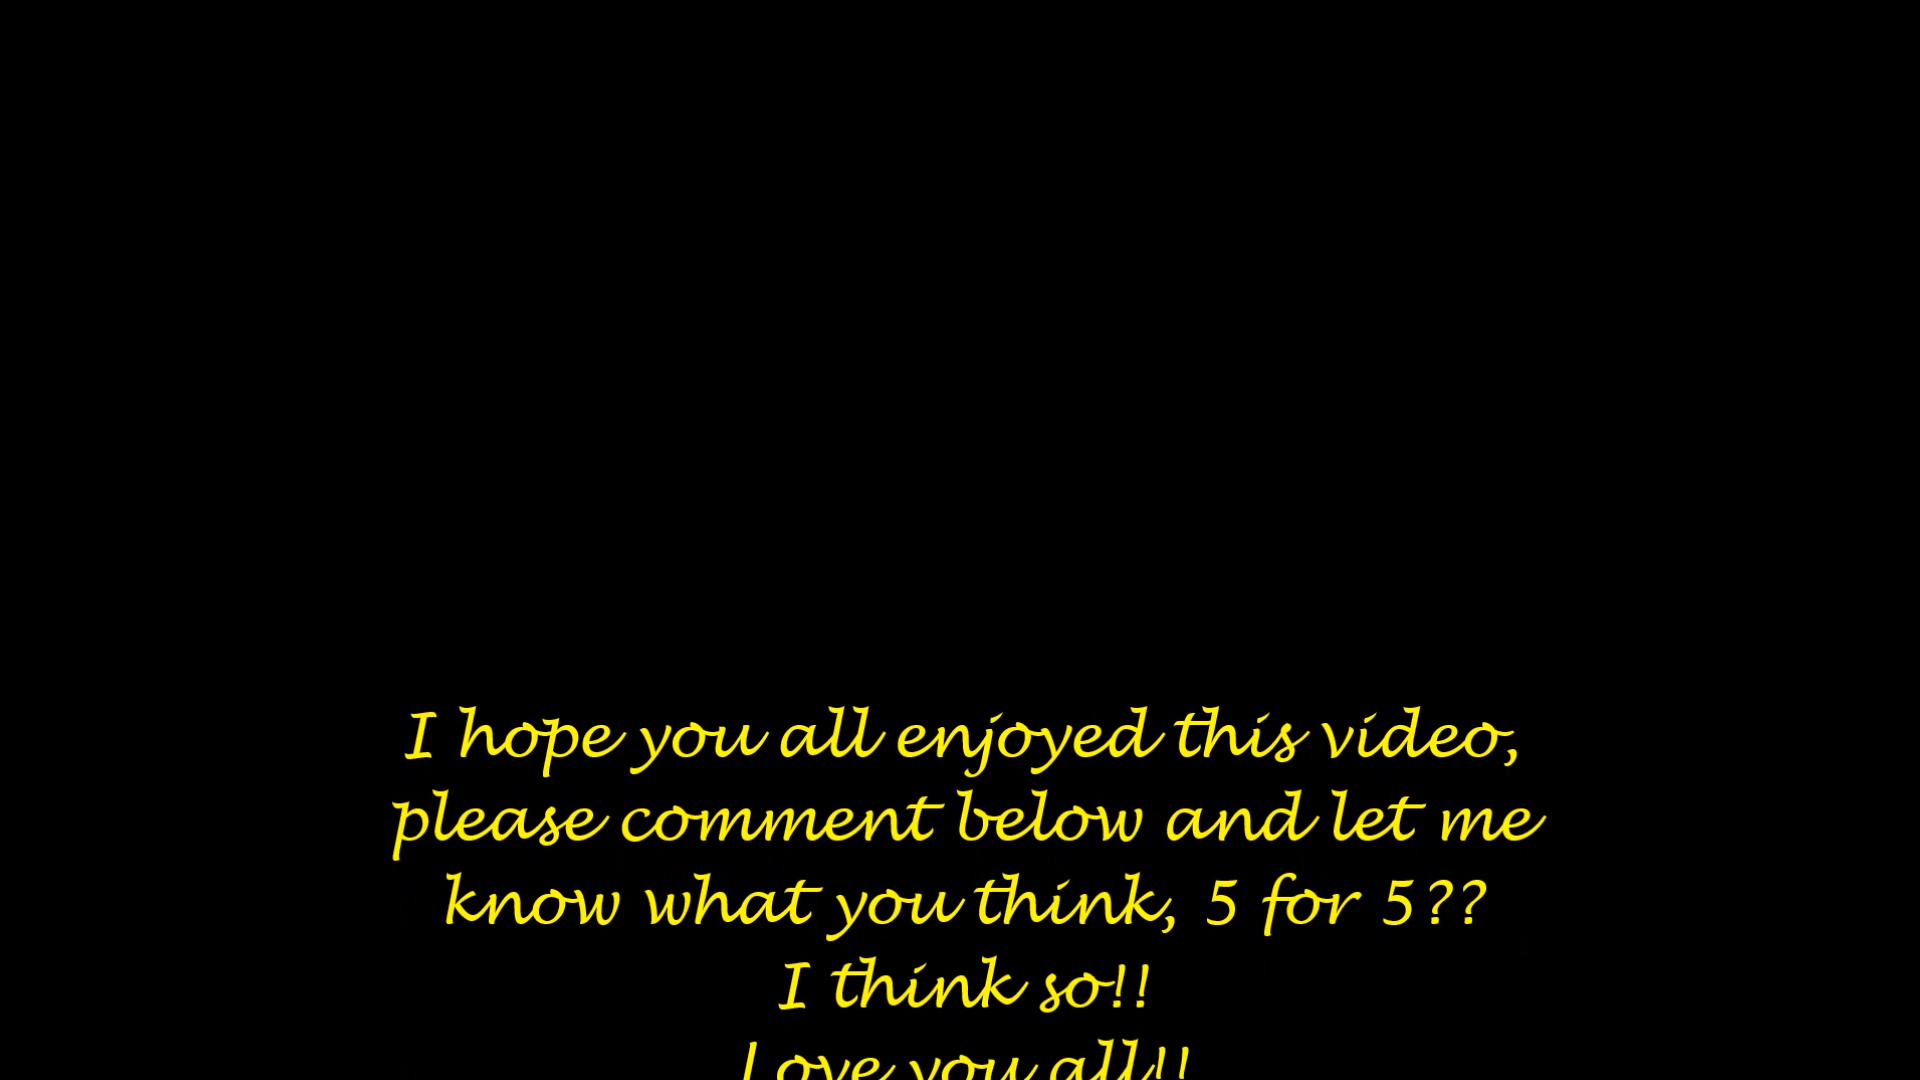 I hope you all enjoyed this video,
please comment below and let me
know what you think, 5 for 5??
I think so!!
Love you all!!